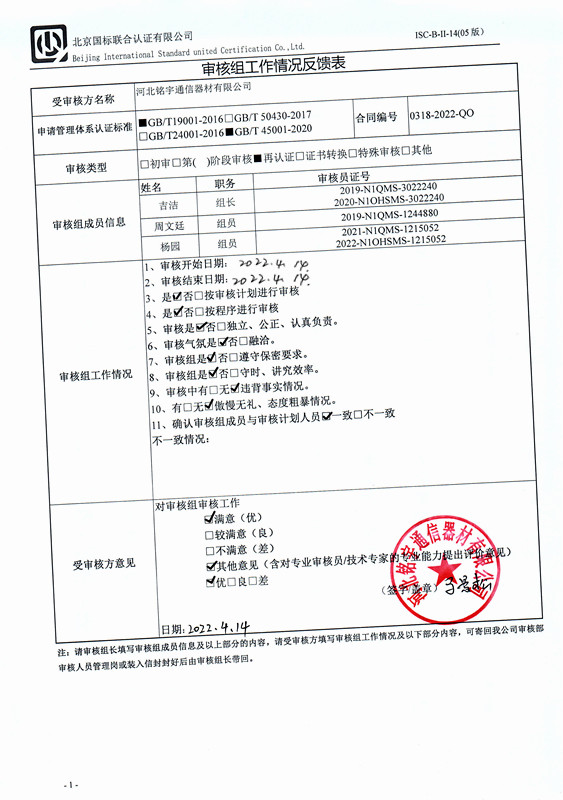 北京国标联合认证有限公司
Beijing International Standard united Certification Co.,Ltd.
ISC-B-II-14(05版)
审核组工作情况反馈表
受审核方名称 河北铭宇通信器材有限公司
申请管理体系认证标准 ■GB/T19001-2016□GB/T 50430-2017
□GB/T24001-2016■GB/T 45001-2020
合同编号 0318-2022-QO
审核类型 □初审□第( )阶段审核■再认证□证书转换□特殊审核□其他
审核组成员信息
姓名 职务 审核员证号
吉洁 组长 2019-N1QMS-3022240
2020-N1OHSMS-3022240
周文廷 组员 2019-N1QMS-1244880
杨园 组员 2021-N1QMS-1215052
2022-N1OHSMS-1215052
审核组工作情况
1、审核开始日期: 2022.4.14.
2、审核结束日期: 2022.4.14.
3、是☑否□按审核计划进行审核
4、是☑否□按程序进行审核
5、审核是☑否□独立、公正、认真负责。
6、审核气氛是☑否□融洽。
7、审核组是☑否□遵守保密要求。
8、审核组是☑否□守时、讲究效率。
9、审核中有□无☑违背事实情况。
10、有□无☑傲慢无礼、态度粗暴情况。
11、确认审核组成员与审核计划人员☑一致□不一致
不一致情况:
受审核方意见
对审核组审核工作
☑满意（优）
□较满意（良）
□不满意（差）
☑其他意见（含对专业审核员/技术专家的专业能力提出评价意见）
☑优□良□差
（签字/盖章）
河北铭宇通信器材有限公司
日期:2022.4.14
注: 请审核组长填写审核组成员信息及以上部分的内容, 请受审核方填写审核组工作情况及以下部分内容, 可寄回我公司审核部
审核人员管理岗或装入信封封好后由审核组长带回。
- 1 -